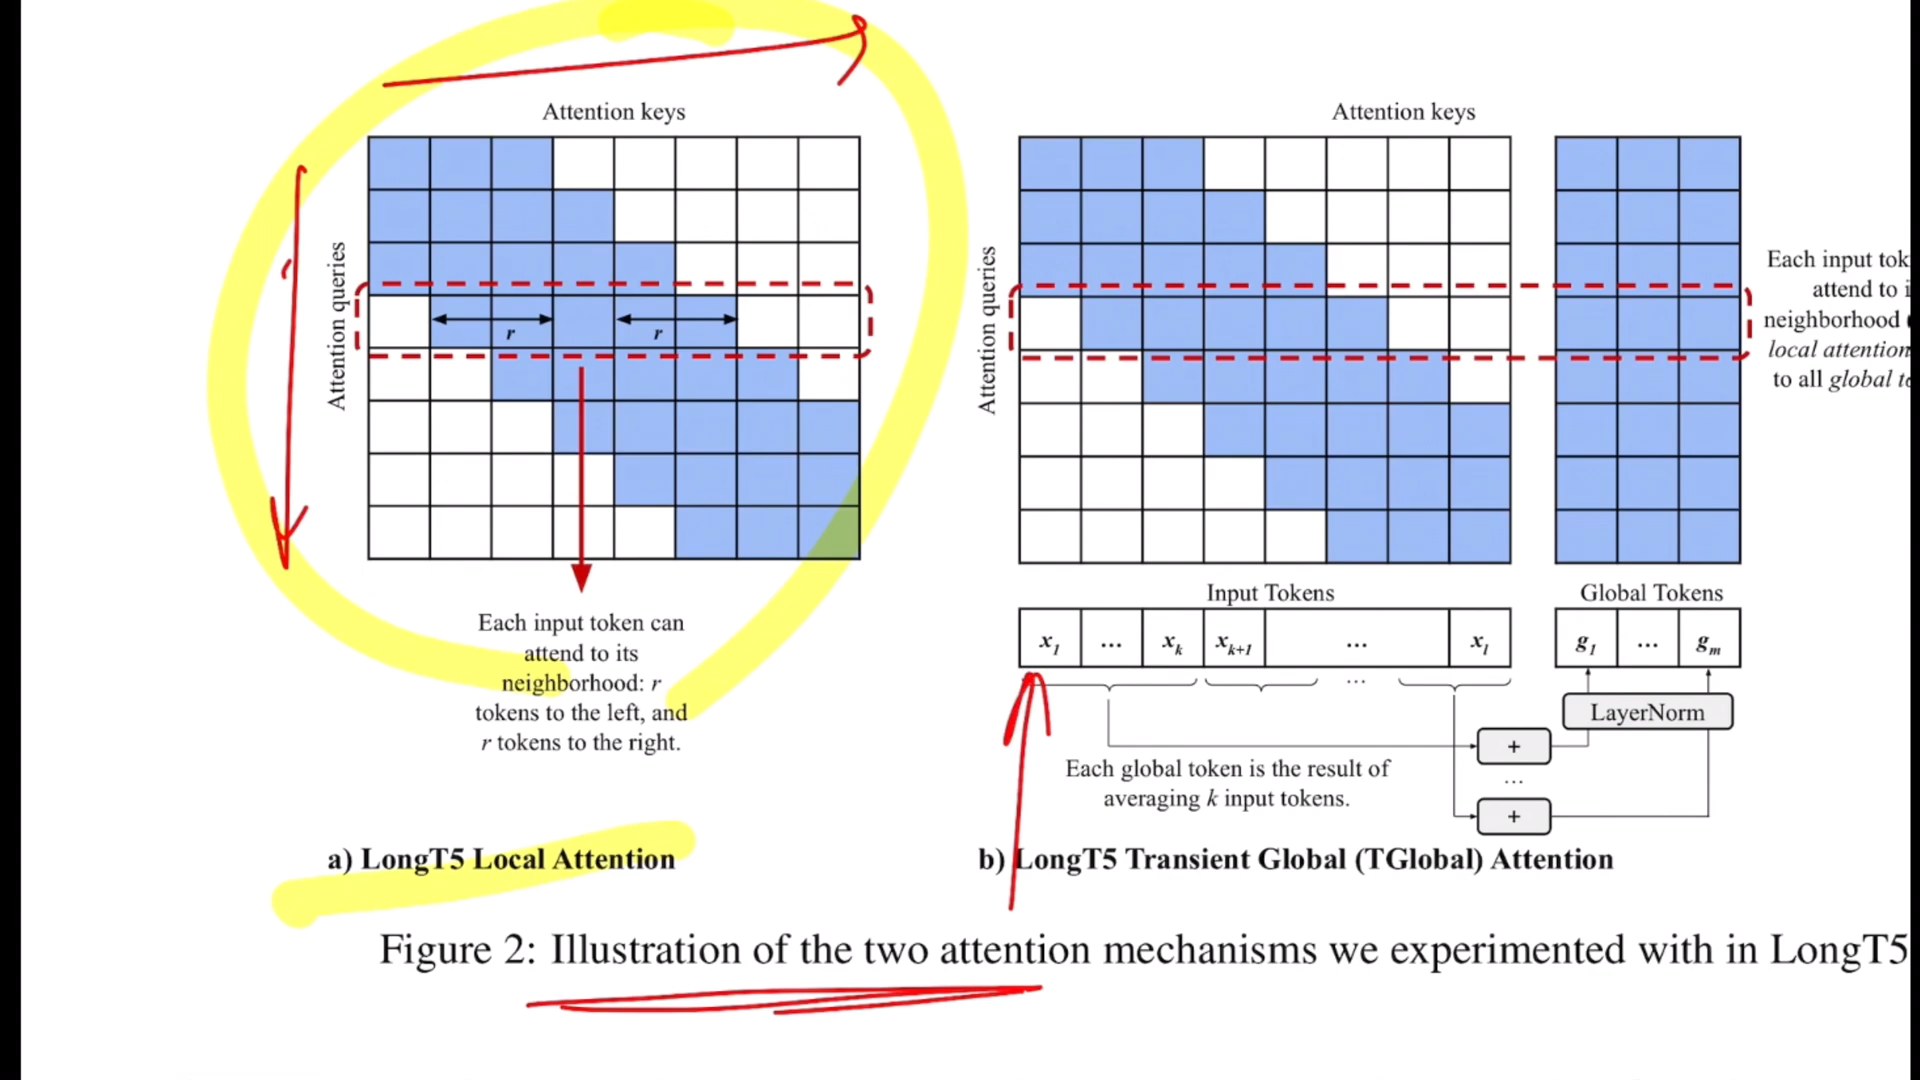 Attention keys
Attention queries
r
r
Each input token can
attend to its
neighborhood: r
tokens to the left, and
r tokens to the right.
a) LongT5 Local Attention
Attention keys
Attention queries
Each input tok
attend to i
neighborhood
local attention
to all global to
Input Tokens
Global Tokens
x1 ... xk xk+1 ... xl
g1 ... gm
...
LayerNorm
+
...
+
Each global token is the result of
averaging k input tokens.
b) LongT5 Transient Global (TGlobal) Attention
Figure 2: Illustration of the two attention mechanisms we experimented with in LongT5